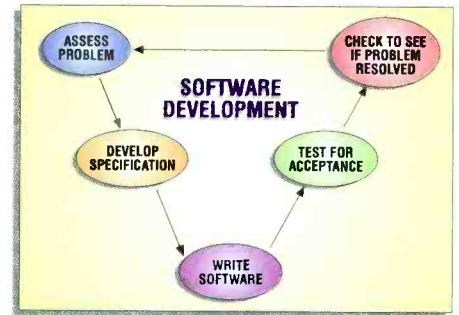 ASSESS
PROBLEM
CHECK TO SEE
IF PROBLEM
RESOLVED
SOFTWARE
DEVELOPMENT
DEVELOP
SPECIFICATION
TEST FOR
ACCEPTANCE
WRITE
SOFTWARE